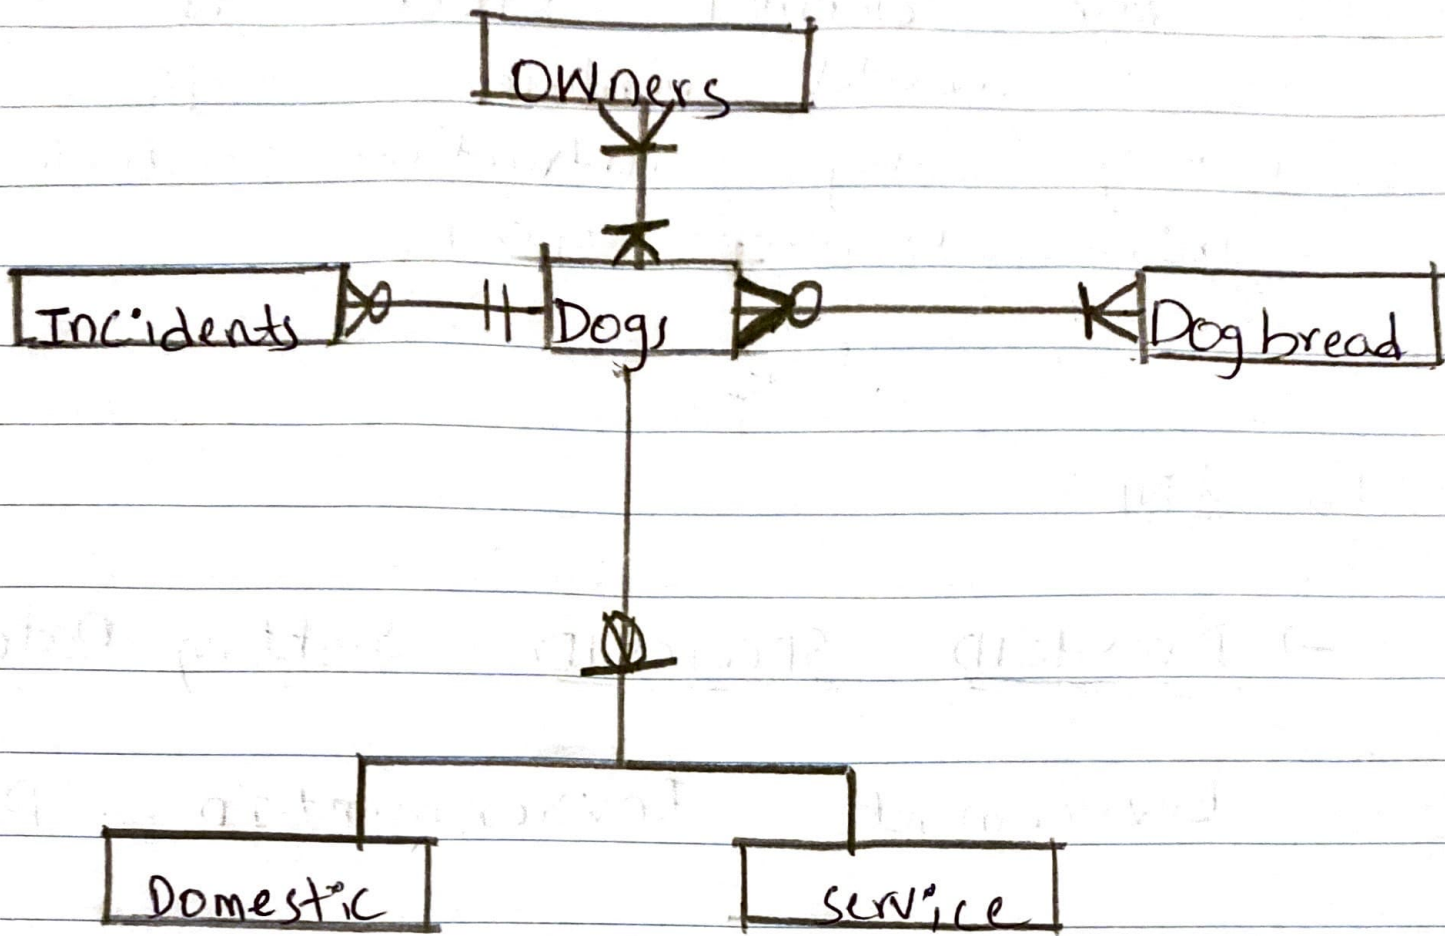 Owners
Incidents
Dogs
Dog bread
Domestic
service